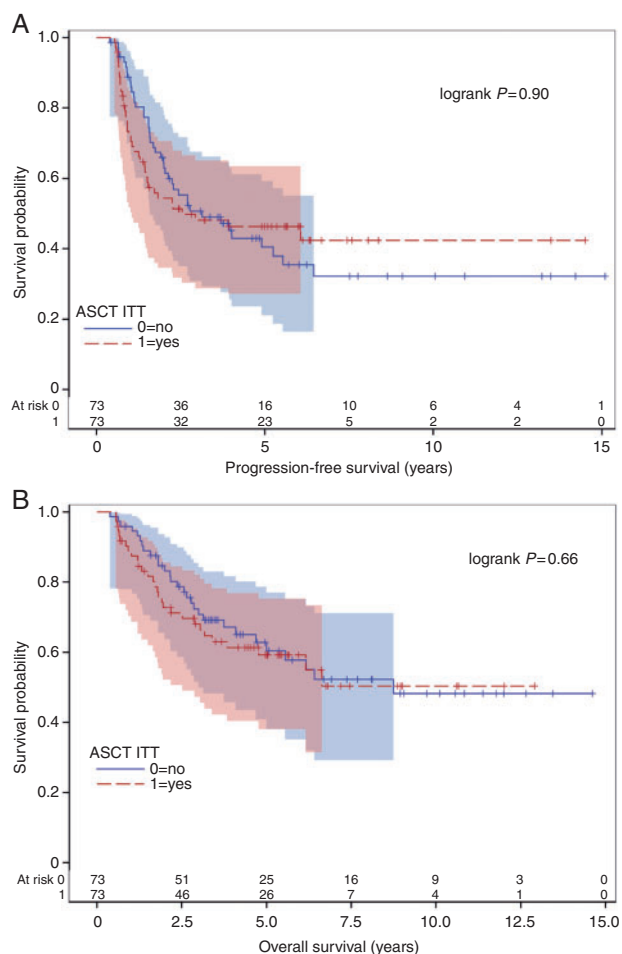 A
1.0
0.8
0.6
0.4
0.2
0
Survival probability
logrank P=0.90
ASCT ITT
0=no
1=yes
At risk 0 73 36 16 10 6 4 1
1 73 32 23 5 2 2 0
0 5 10 15
Progression-free survival (years)
B
1.0
0.8
0.6
0.4
0.2
0
Survival probability
logrank P=0.66
ASCT ITT
0=no
1=yes
At risk 0 73 51 25 16 9 3 0
1 73 46 26 7 4 1 0
0 2.5 5.0 7.5 10.0 12.5 15.0
Overall survival (years)